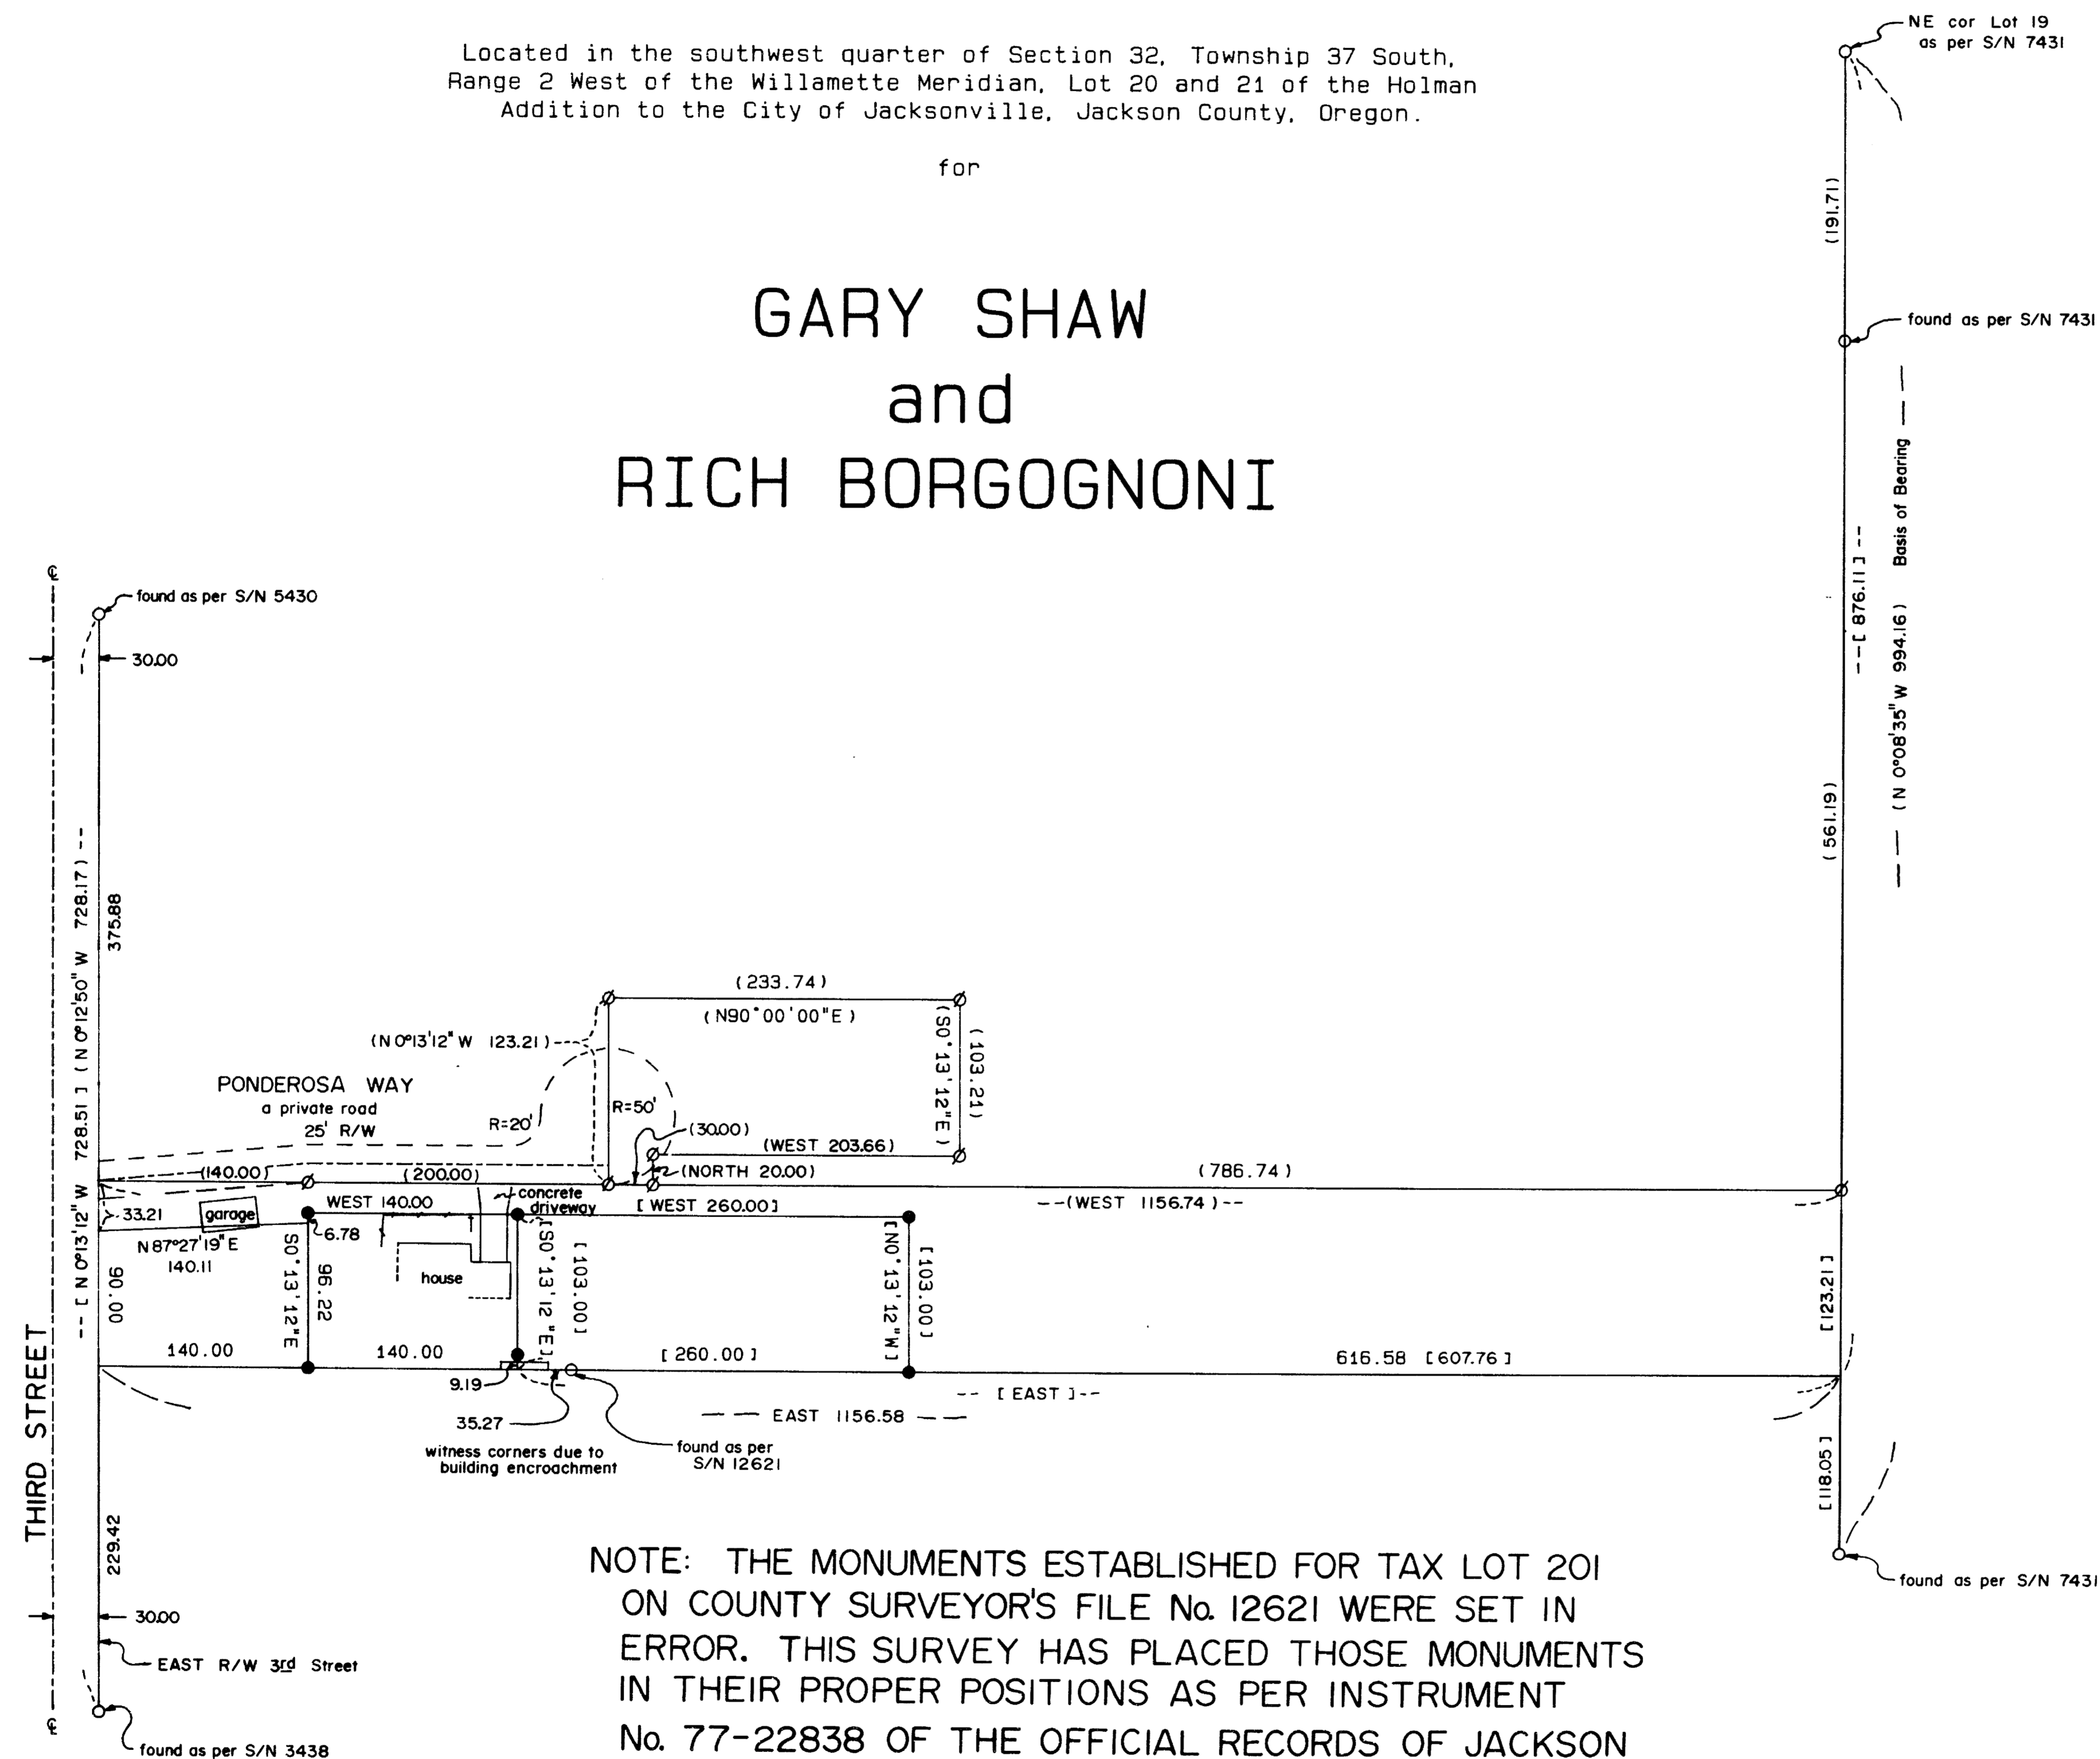 NE cor Lot 19
as per S/N 7431
Located in the southwest quarter of Section 32, Township 37 South,
Range 2 West of the Willamette Meridian, Lot 20 and 21 of the Holman
Addition to the City of Jacksonville, Jackson County, Oregon.
for
(191.71)
GARY SHAW
found as per S/N 7431
and
RICH BORGOGNONI
--[ 876.11 ]--
— — (N 0°08'35"W 994.16) Basis of Bearing — —
℄
found as per S/N 5430
30.00
(561.19)
375.88
-- [ N 0°13'12" W 728.51 ] ( N 0°12'50" W 728.17 ) --
(233.74)
(N90°00'00"E)
(S0°13'12"E)
(103.21)
(N 0°13'12" W 123.21)
PONDEROSA WAY
a private road
25' R/W
R=20'
R=50'
(30.00)
(WEST 203.66)
(140.00)
(200.00)
(NORTH 20.00)
(786.74)
WEST 140.00
concrete
driveway
[ WEST 260.00]
--(WEST 1156.74)--
33.21
garage
6.78
N 87°27'19" E
140.11
90.00
S0°13'12"E
96.22
house
[S0°13'12"E]
[103.00]
[N0°13'12"W]
[103.00]
[123.21]
140.00
140.00
[ 260.00 ]
616.58 [607.76]
9.19
-- [ EAST ]--
35.27
— — EAST 1156.58 — —
witness corners due to
building encroachment
found as per
S/N 12621
[118.05]
THIRD STREET
229.42
found as per S/N 7431
30.00
EAST R/W 3rd Street
℄
found as per S/N 3438
NOTE: THE MONUMENTS ESTABLISHED FOR TAX LOT 201
ON COUNTY SURVEYOR'S FILE No. 12621 WERE SET IN
ERROR. THIS SURVEY HAS PLACED THOSE MONUMENTS
IN THEIR PROPER POSITIONS AS PER INSTRUMENT
No. 77-22838 OF THE OFFICIAL RECORDS OF JACKSON